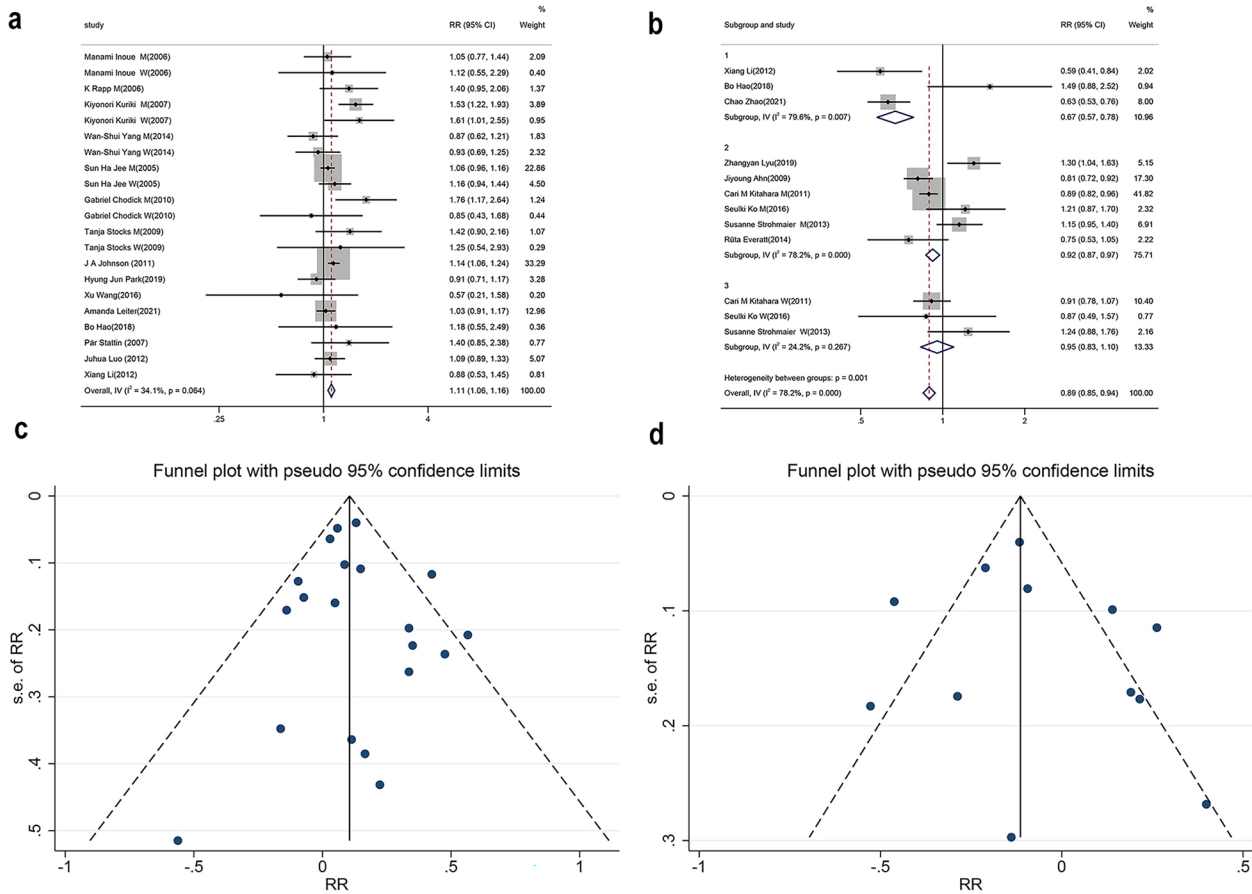 a
%
study RR (95% CI) Weight
Manami Inoue M(2006) 1.05 (0.77, 1.44) 2.09
Manami Inoue W(2006) 1.12 (0.55, 2.29) 0.40
K Rapp M(2006) 1.40 (0.95, 2.06) 1.37
Kiyonori Kuriki M(2007) 1.53 (1.22, 1.93) 3.89
Kiyonori Kuriki W(2007) 1.61 (1.01, 2.55) 0.95
Wan-Shui Yang M(2014) 0.87 (0.62, 1.21) 1.83
Wan-Shui Yang W(2014) 0.93 (0.69, 1.25) 2.32
Sun Ha Jee M(2005) 1.06 (0.96, 1.16) 22.86
Sun Ha Jee W(2005) 1.16 (0.94, 1.44) 4.50
Gabriel Chodick M(2010) 1.76 (1.17, 2.64) 1.24
Gabriel Chodick W(2010) 0.85 (0.43, 1.68) 0.44
Tanja Stocks M(2009) 1.42 (0.90, 2.16) 1.07
Tanja Stocks W(2009) 1.25 (0.54, 2.93) 0.29
J A Johnson (2011) 1.14 (1.06, 1.24) 33.29
Hyung Jun Park(2019) 0.91 (0.71, 1.17) 3.28
Xu Wang(2016) 0.57 (0.21, 1.58) 0.20
Amanda Leiter(2021) 1.03 (0.91, 1.17) 12.96
Bo Hao(2018) 1.18 (0.55, 2.49) 0.36
Pär Stattin (2007) 1.40 (0.85, 2.38) 0.77
Juhua Luo (2012) 1.09 (0.89, 1.33) 5.07
Xiang Li(2012) 0.88 (0.53, 1.45) 0.81
Overall, IV (I² = 34.1%, p = 0.064) 1.11 (1.06, 1.16) 100.00
.25 1 4
b
%
Subgroup and study RR (95% CI) Weight
1
Xiang Li(2012) 0.59 (0.41, 0.84) 2.02
Bo Hao(2018) 1.49 (0.88, 2.52) 0.94
Chao Zhao(2021) 0.63 (0.53, 0.76) 8.00
Subgroup, IV (I² = 79.6%, p = 0.007) 0.67 (0.57, 0.78) 10.96
2
Zhangyan Lyu(2019) 1.30 (1.04, 1.63) 5.15
Jiyoung Ahn(2009) 0.81 (0.72, 0.92) 17.30
Cari M Kitahara M(2011) 0.89 (0.82, 0.96) 41.82
Seulki Ko M(2016) 1.21 (0.87, 1.70) 2.32
Susanne Strohmaier M(2013) 1.15 (0.95, 1.40) 6.91
Rūta Everatt(2014) 0.75 (0.53, 1.05) 2.22
Subgroup, IV (I² = 78.2%, p = 0.000) 0.92 (0.87, 0.97) 75.71
3
Cari M Kitahara W(2011) 0.91 (0.78, 1.07) 10.40
Seulki Ko W(2016) 0.87 (0.49, 1.57) 0.77
Susanne Strohmaier W(2013) 1.24 (0.88, 1.76) 2.16
Subgroup, IV (I² = 24.2%, p = 0.267) 0.95 (0.83, 1.10) 13.33
Heterogeneity between groups: p = 0.001
Overall, IV (I² = 78.2%, p = 0.000) 0.89 (0.85, 0.94) 100.00
.5 1 2
c
Funnel plot with pseudo 95% confidence limits
s.e. of RR
0
.1
.2
.3
.4
.5
-1 -.5 0 .5 1
RR
d
Funnel plot with pseudo 95% confidence limits
s.e. of RR
0
.1
.2
.3
-1 -.5 0 .5
RR